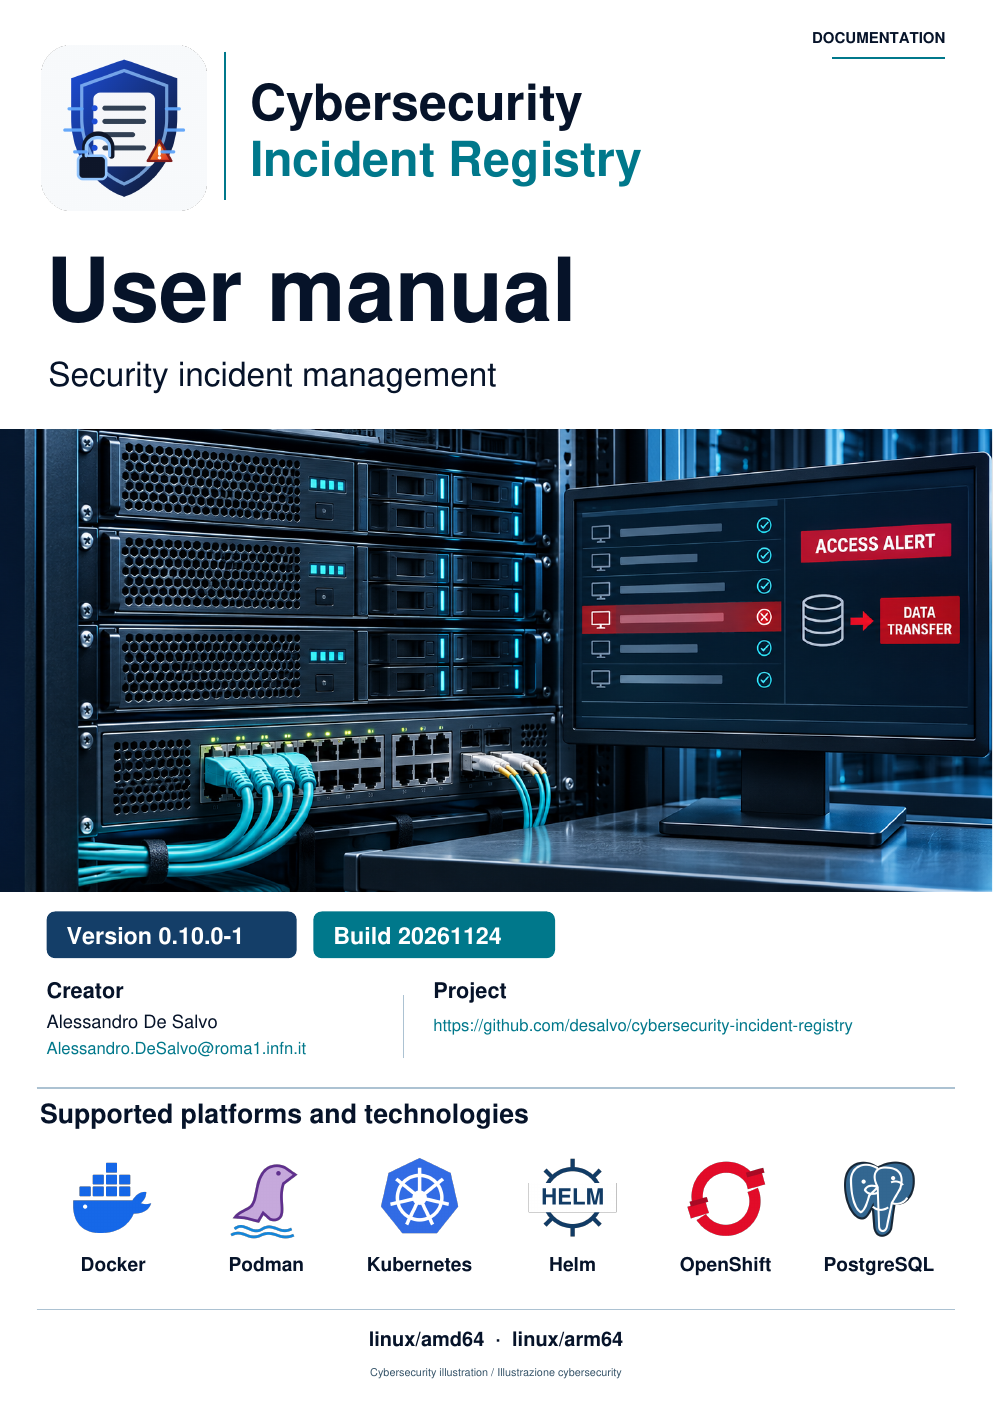 DOCUMENTATION
Cybersecurity
Incident Registry
User manual
Security incident management
ACCESS ALERT
DATA
TRANSFER
Version 0.10.0-1
Build 20261124
Creator
Alessandro De Salvo
Alessandro.DeSalvo@roma1.infn.it
Project
https://github.com/desalvo/cybersecurity-incident-registry
Supported platforms and technologies
HELM
Docker
Podman
Kubernetes
Helm
OpenShift
PostgreSQL
linux/amd64 · linux/arm64
Cybersecurity illustration / Illustrazione cybersecurity